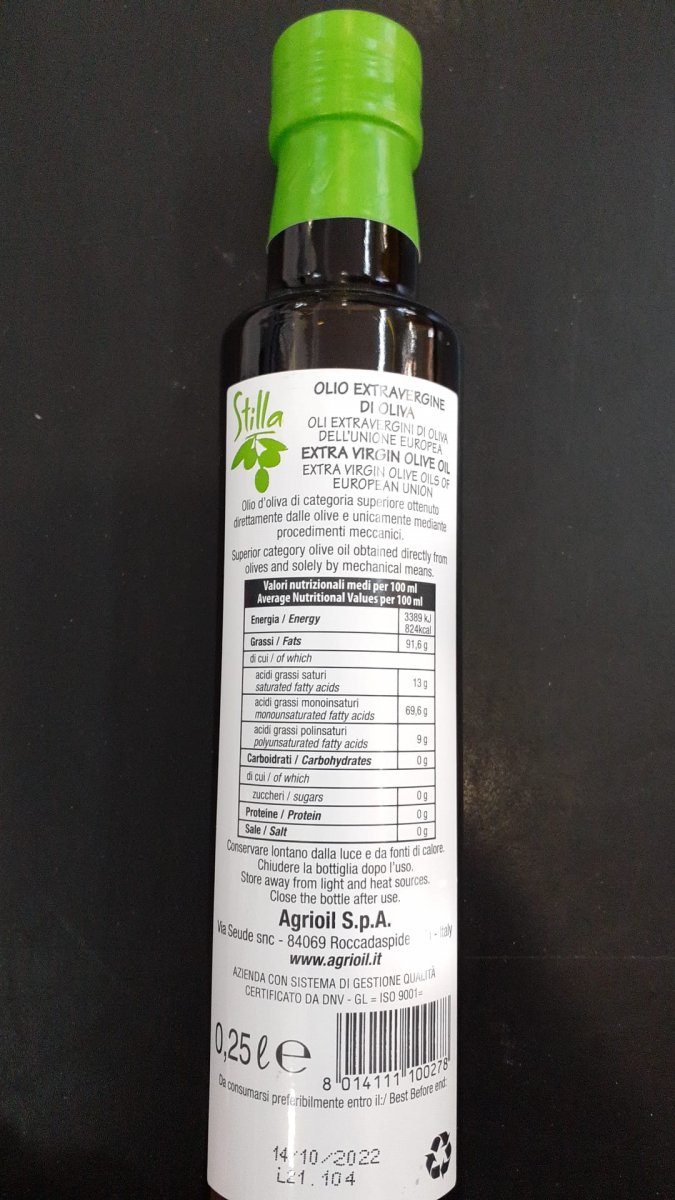 Stilla
OLIO EXTRAVERGINE
DI OLIVA
OLI EXTRAVERGINI DI OLIVA
DELL'UNIONE EUROPEA
EXTRA VIRGIN OLIVE OIL
EXTRA VIRGIN OLIVE OILS OF
EUROPEAN UNION
Olio d'oliva di categoria superiore ottenuto
direttamente dalle olive e unicamente mediante
procedimenti meccanici.
Superior category olive oil obtained directly from
olives and solely by mechanical means.
Valori nutrizionali medi per 100 ml
Average Nutritional Values per 100 ml
Energia / Energy 3389 kJ
824kcal
Grassi / Fats 91,6 g
di cui / of which
acidi grassi saturi
saturated fatty acids 13 g
acidi grassi monoinsaturi
monounsaturated fatty acids 69,6 g
acidi grassi polinsaturi
polyunsaturated fatty acids 9 g
Carboidrati / Carbohydrates 0 g
di cui / of which
zuccheri / sugars 0 g
Proteine / Protein 0 g
Sale / Salt 0 g
Conservare lontano dalla luce e da fonti di calore.
Chiudere la bottiglia dopo l'uso.
Store away from light and heat sources.
Close the bottle after use.
Agrioil S.p.A.
Via Seude snc - 84069 Roccadaspide - Italy
www.agrioil.it
AZIENDA CON SISTEMA DI GESTIONE QUALITÀ
CERTIFICATO DA DNV - GL = ISO 9001=
0,25 ℓ e
8 014111 100278
Da consumarsi preferibilmente entro il:/ Best Before end:
14/10/2022
L21.104